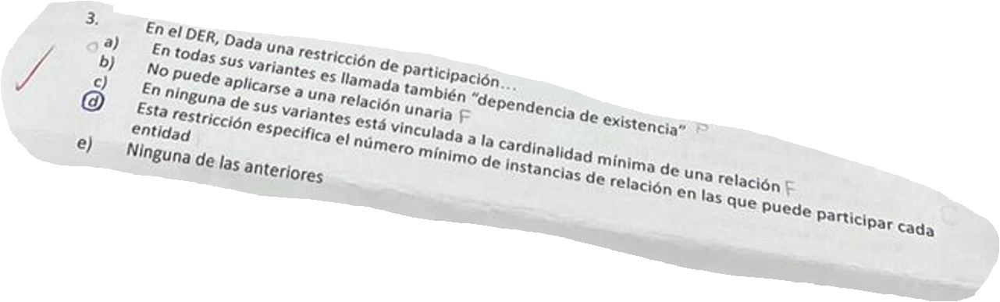 3. En el DER, Dada una restricción de participación...
a) En todas sus variantes es llamada también "dependencia de existencia"
b) No puede aplicarse a una relación unaria F
c) En ninguna de sus variantes está vinculada a la cardinalidad mínima de una relación F
d) Esta restricción especifica el número mínimo de instancias de relación en las que puede participar cada
entidad
e) Ninguna de las anteriores